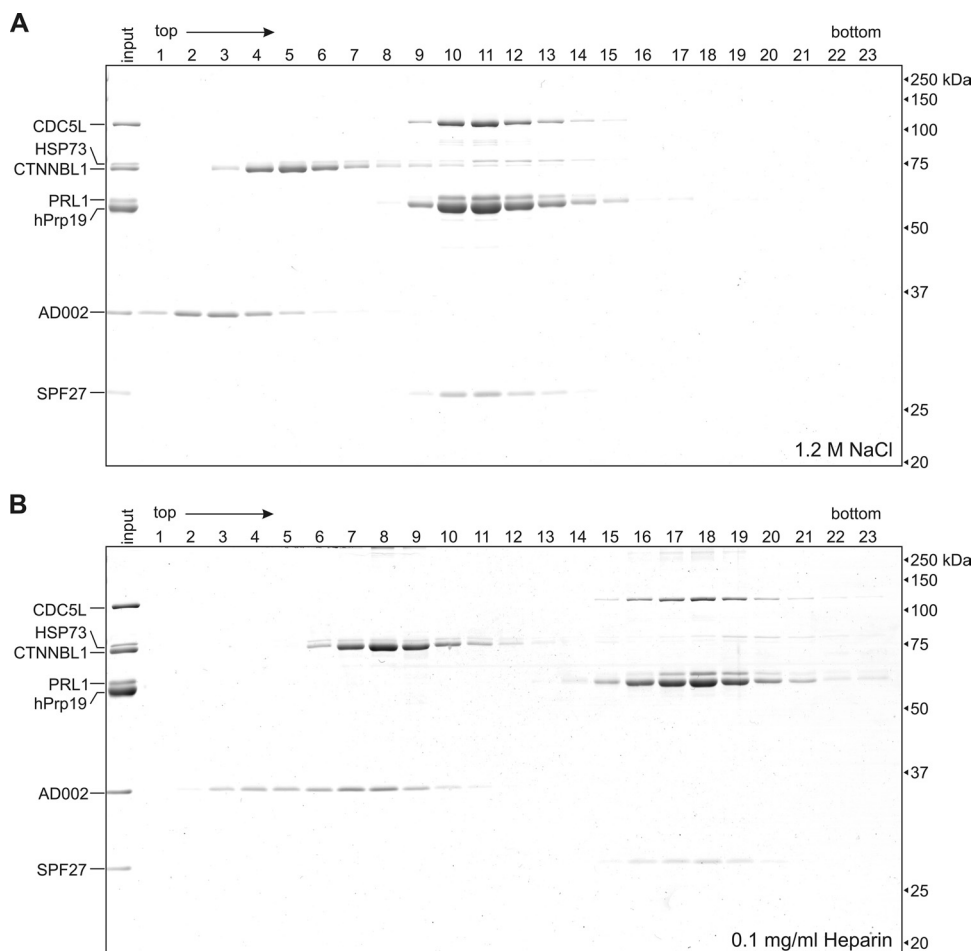 A
input
top
bottom
1 2 3 4 5 6 7 8 9 10 11 12 13 14 15 16 17 18 19 20 21 22 23
250 kDa
150
CDC5L
100
HSP73
75
CTNNBL1
PRL1
hPrp19
50
37
AD002
SPF27
25
1.2 M NaCl
20
B
input
top
bottom
1 2 3 4 5 6 7 8 9 10 11 12 13 14 15 16 17 18 19 20 21 22 23
250 kDa
150
CDC5L
100
HSP73
75
CTNNBL1
PRL1
hPrp19
50
37
AD002
SPF27
25
0.1 mg/ml Heparin
20